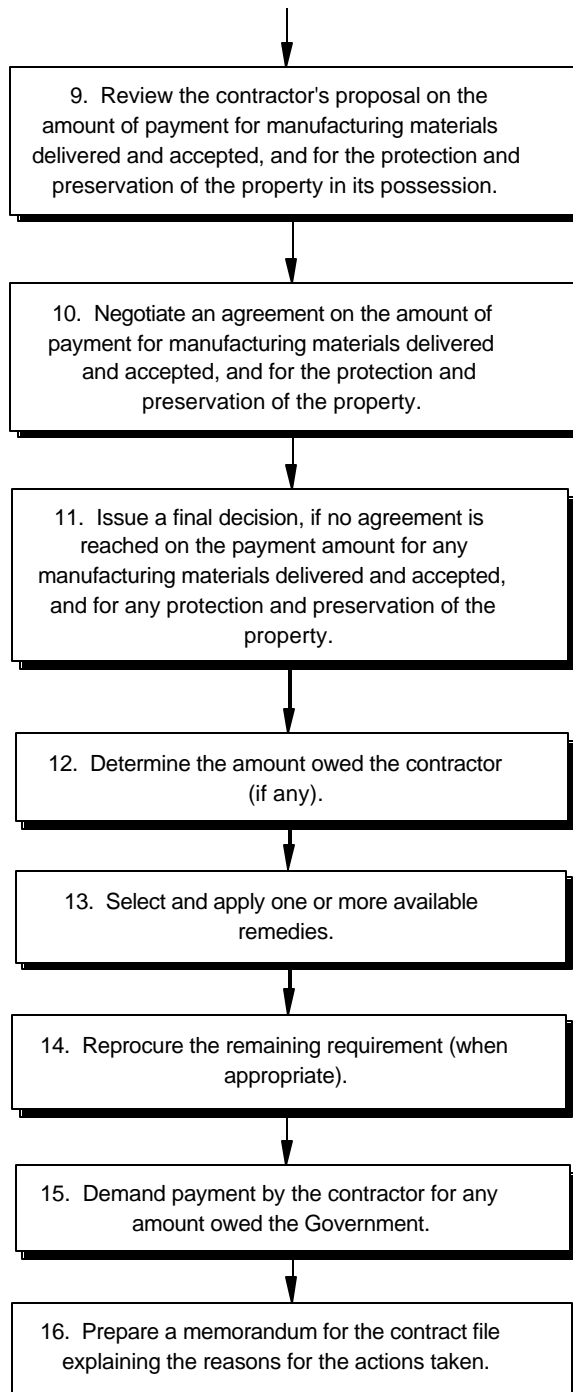 9. Review the contractor's proposal on the
amount of payment for manufacturing materials
delivered and accepted, and for the protection and
preservation of the property in its possession.
10. Negotiate an agreement on the amount of
payment for manufacturing materials delivered
and accepted, and for the protection and
preservation of the property.
11. Issue a final decision, if no agreement is
reached on the payment amount for any
manufacturing materials delivered and accepted,
and for any protection and preservation of the
property.
12. Determine the amount owed the contractor
(if any).
13. Select and apply one or more available
remedies.
14. Reprocure the remaining requirement (when
appropriate).
15. Demand payment by the contractor for any
amount owed the Government.
16. Prepare a memorandum for the contract file
explaining the reasons for the actions taken.